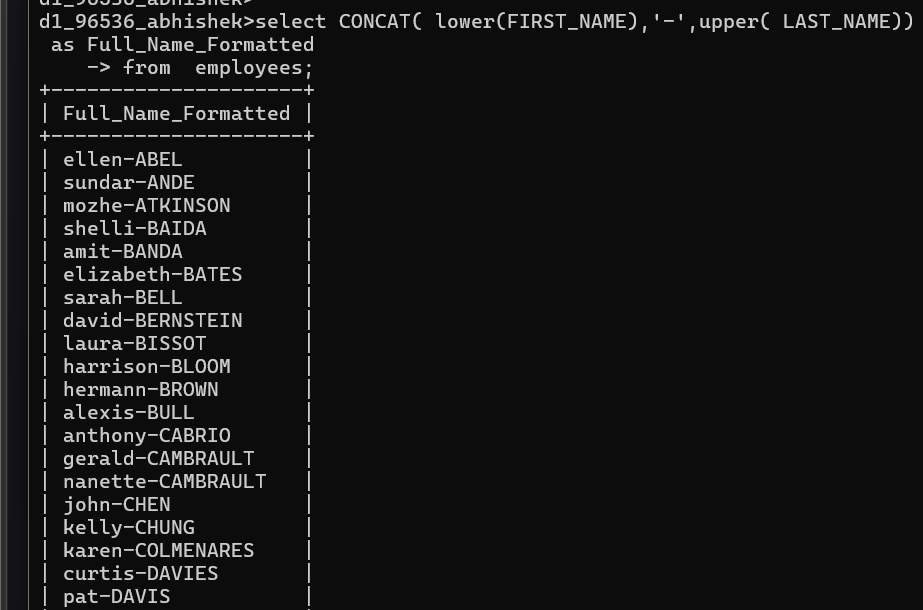 d1_96536_abhishek>
d1_96536_abhishek>select CONCAT( lower(FIRST_NAME),'-',upper( LAST_NAME))
 as Full_Name_Formatted
    -> from  employees;
+---------------------+
| Full_Name_Formatted |
+---------------------+
| ellen-ABEL          |
| sundar-ANDE         |
| mozhe-ATKINSON      |
| shelli-BAIDA        |
| amit-BANDA          |
| elizabeth-BATES     |
| sarah-BELL          |
| david-BERNSTEIN     |
| laura-BISSOT        |
| harrison-BLOOM      |
| hermann-BROWN       |
| alexis-BULL         |
| anthony-CABRIO      |
| gerald-CAMBRAULT    |
| nanette-CAMBRAULT   |
| john-CHEN           |
| kelly-CHUNG         |
| karen-COLMENARES    |
| curtis-DAVIES       |
| pat-DAVIS           |